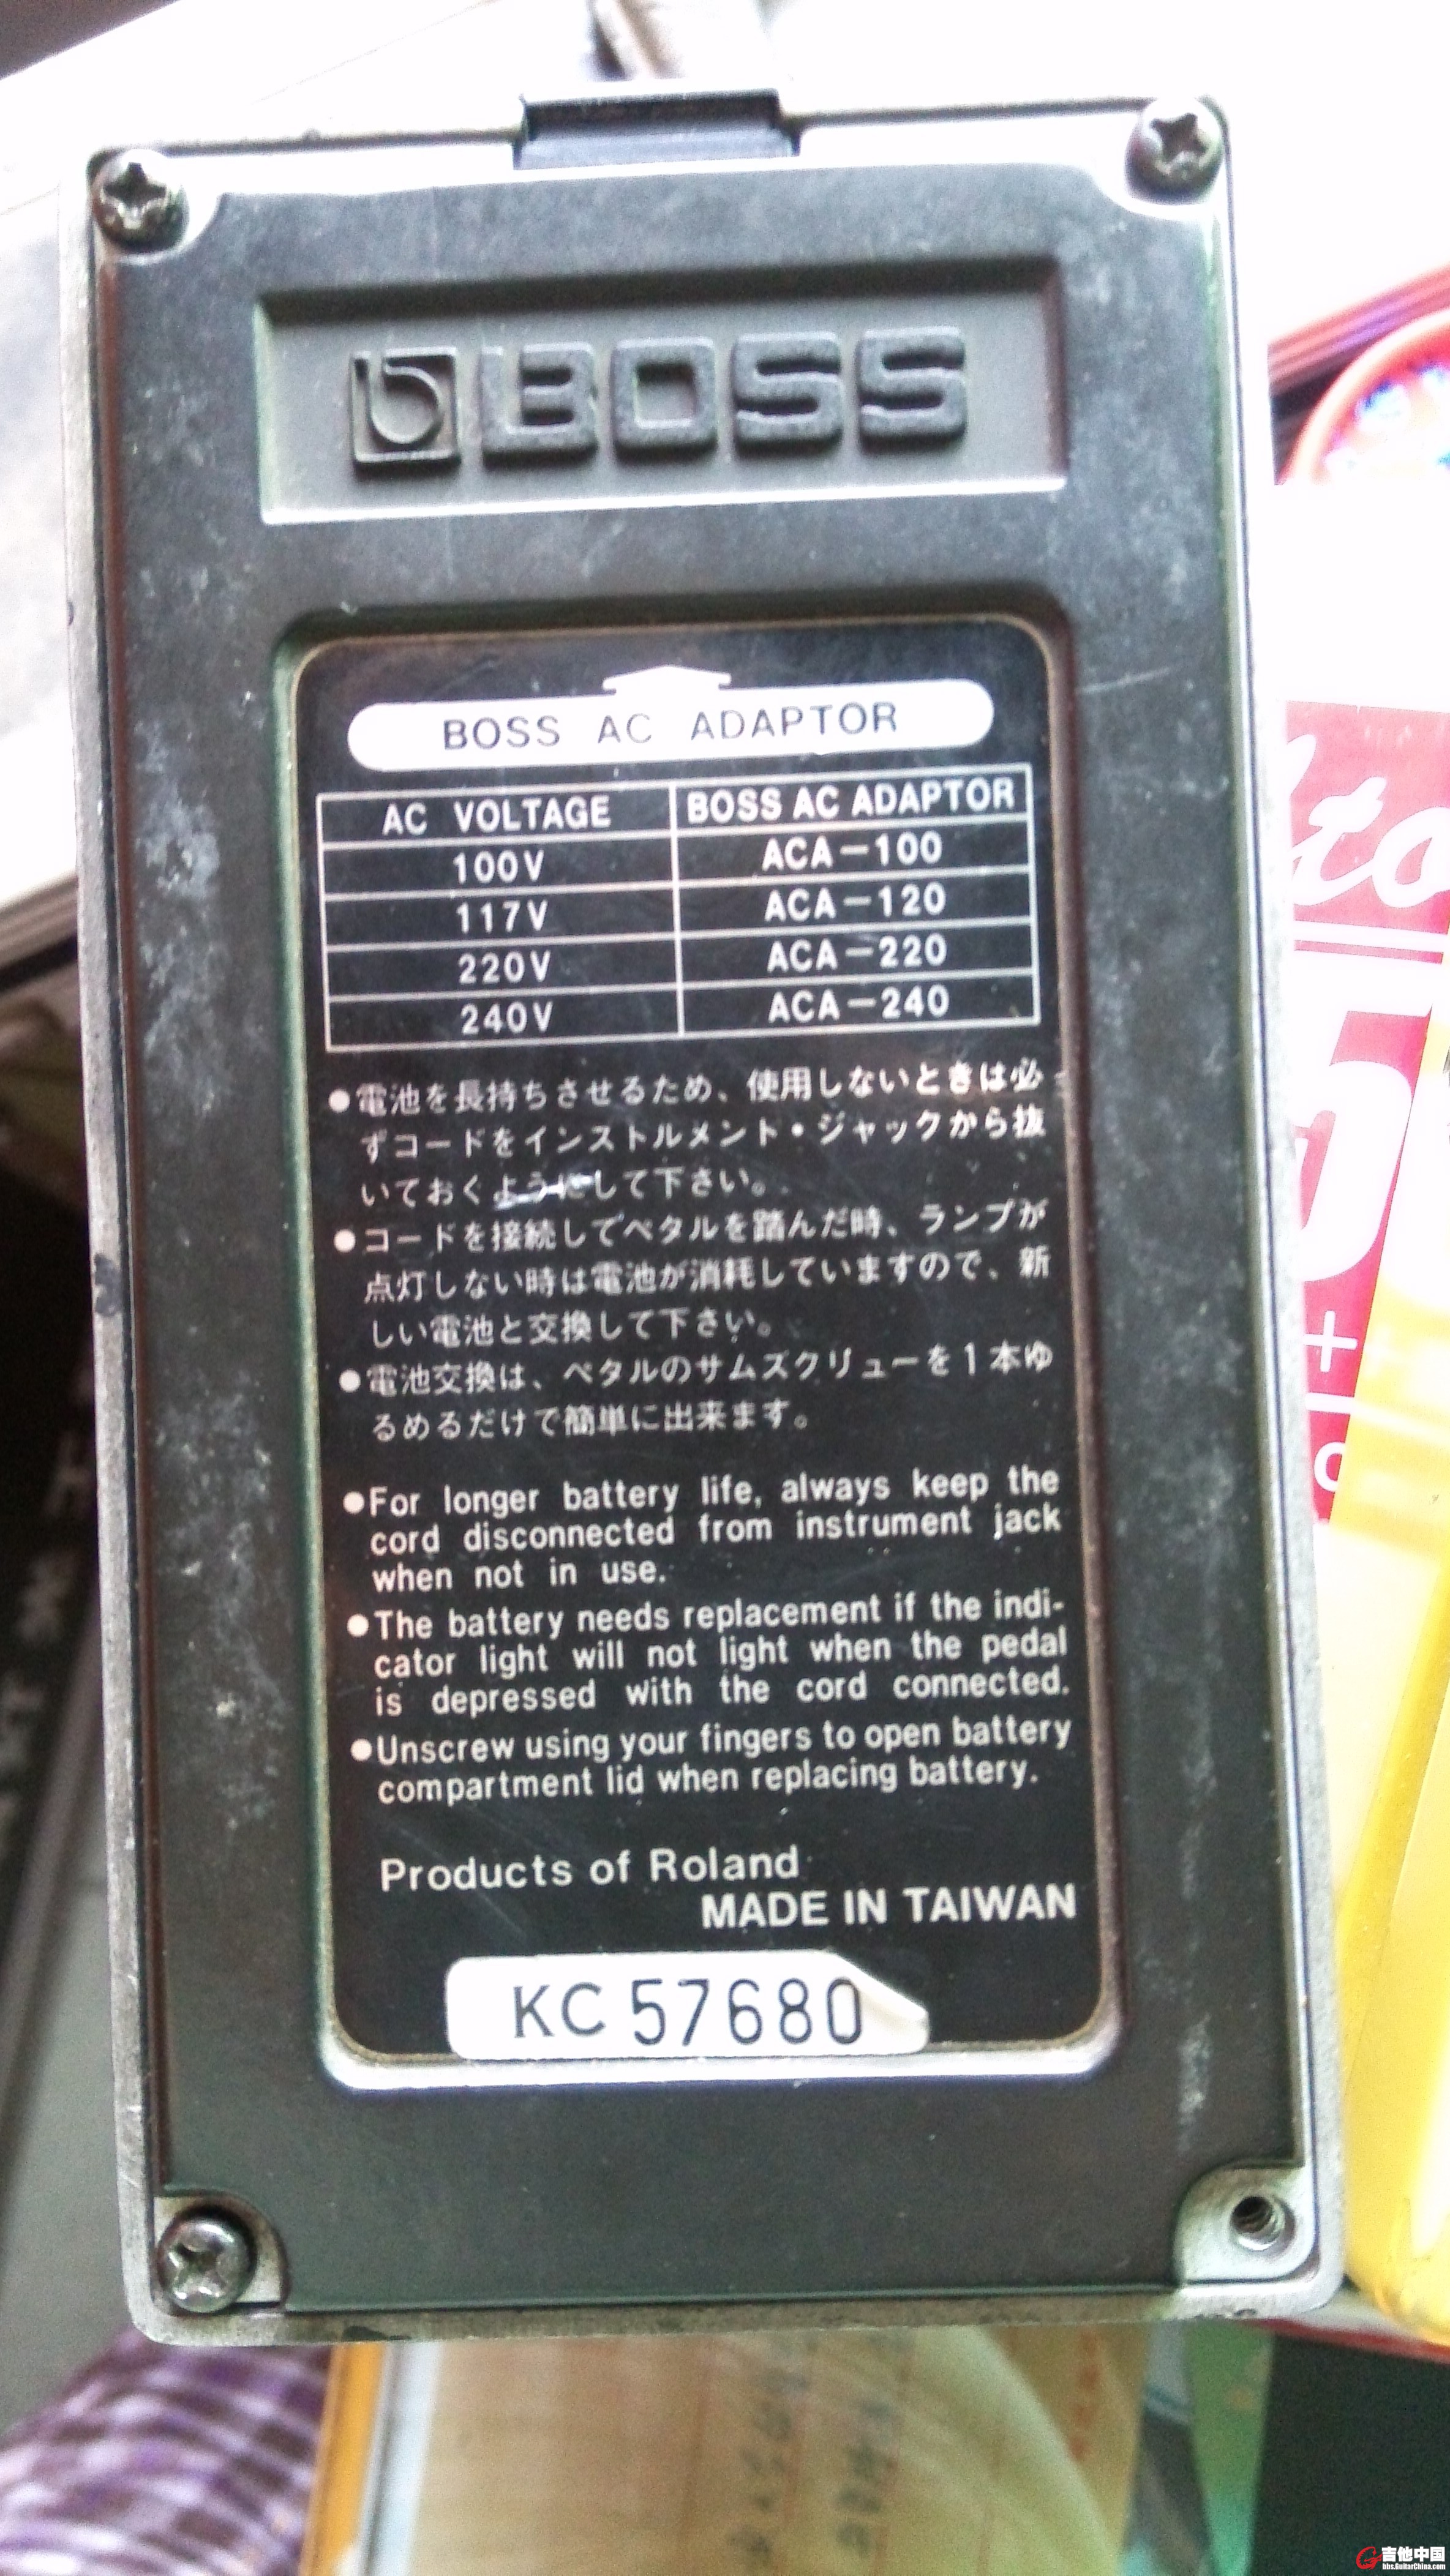 BOSS
BOSS AC ADAPTOR
AC VOLTAGE BOSS AC ADAPTOR
100V ACA-100
117V ACA-120
220V ACA-220
240V ACA-240
●電池を長持ちさせるため、使用しないときは必
ずコードをインストルメント・ジャックから抜
いておくようにして下さい。
●コードを接続してペタルを踏んだ時、ランプが
点灯しない時は電池が消耗していますので、新
しい電池と交換して下さい。
●電池交換は、ペタルのサムズクリューを1本ゆ
るめるだけで簡単に出来ます。
●For longer battery life, always keep the
cord disconnected from instrument jack
when not in use.
●The battery needs replacement if the indi-
cator light will not light when the pedal
is depressed with the cord connected.
●Unscrew using your fingers to open battery
compartment lid when replacing battery.
Products of Roland
MADE IN TAIWAN
KC 57680
吉他中国
bbs.GuitarChina.com